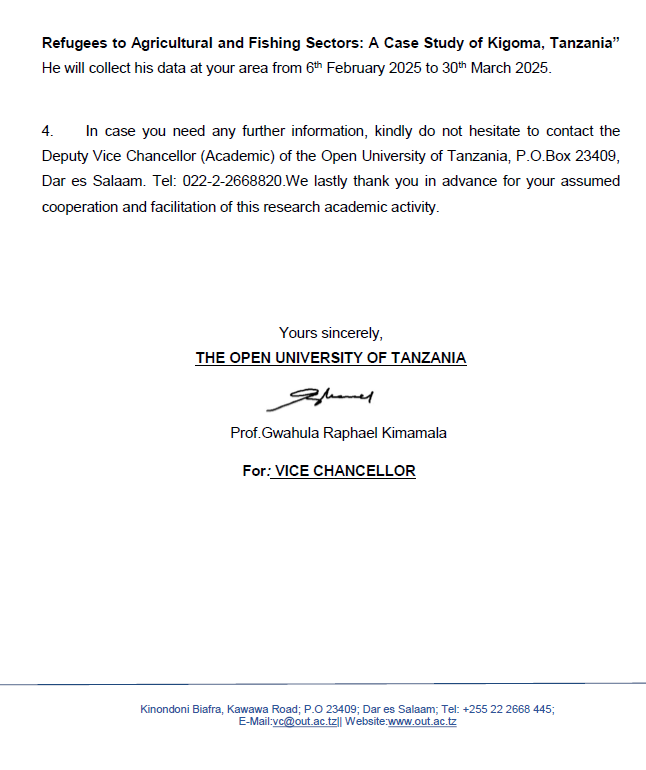 Refugees to Agricultural and Fishing Sectors: A Case Study of Kigoma, Tanzania”
He will collect his data at your area from 6th February 2025 to 30th March 2025.
4. In case you need any further information, kindly do not hesitate to contact the
Deputy Vice Chancellor (Academic) of the Open University of Tanzania, P.O.Box 23409,
Dar es Salaam. Tel: 022-2-2668820.We lastly thank you in advance for your assumed
cooperation and facilitation of this research academic activity.
Yours sincerely,
THE OPEN UNIVERSITY OF TANZANIA
Prof.Gwahula Raphael Kimamala
For: VICE CHANCELLOR
Kinondoni Biafra, Kawawa Road; P.O 23409; Dar es Salaam; Tel: +255 22 2668 445;
E-Mail:vc@out.ac.tz|| Website:www.out.ac.tz